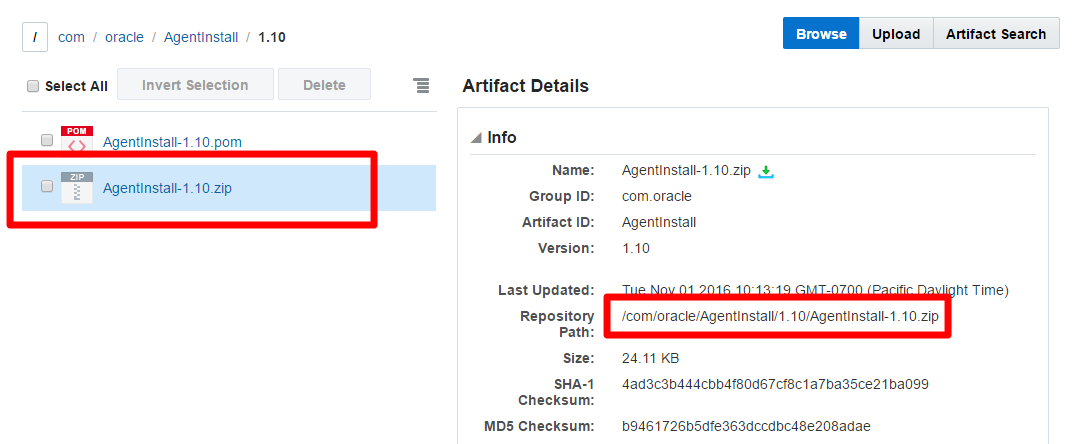 / com / oracle / AgentInstall / 1.10
Browse Upload Artifact Search
Select All Invert Selection Delete
POM AgentInstall-1.10.pom
ZIP AgentInstall-1.10.zip
Artifact Details
Info
Name: AgentInstall-1.10.zip
Group ID: com.oracle
Artifact ID: AgentInstall
Version: 1.10
Last Updated: Tue Nov 01 2016 10:13:19 GMT-0700 (Pacific Daylight Time)
Repository Path: /com/oracle/AgentInstall/1.10/AgentInstall-1.10.zip
Size: 24.11 KB
SHA-1 Checksum: 4ad3c3b444cbb4f80d67cf8c1a7ba35ce21ba099
MD5 Checksum: b9461726b5dfe363dccdbc48e208adae